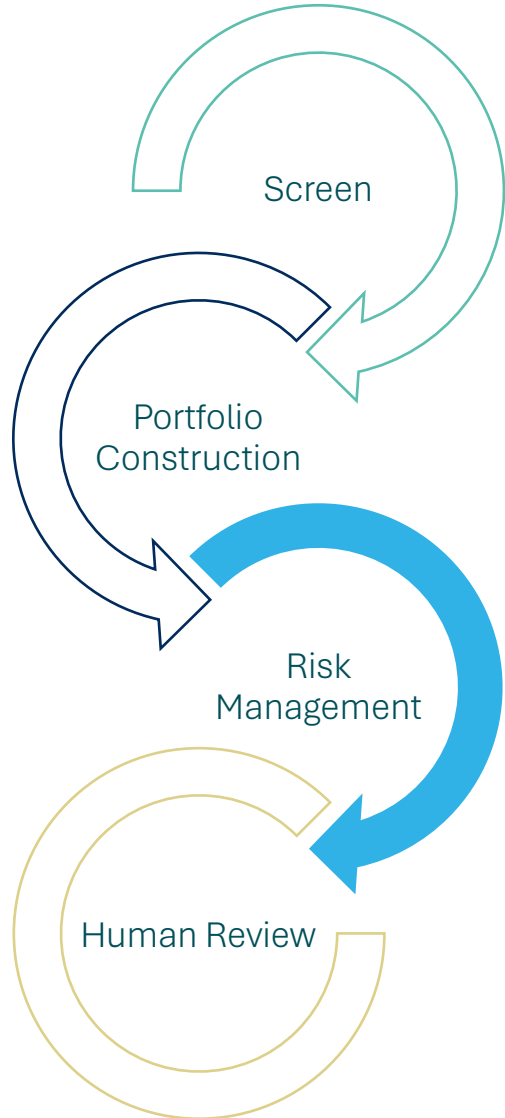 Screen
Portfolio
Construction
Risk
Management
Human Review